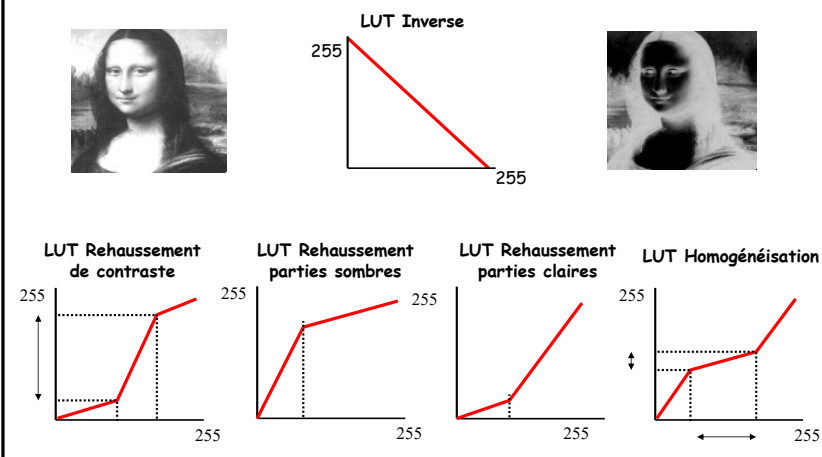 LUT Inverse
255
255
LUT Rehaussement
de contraste
LUT Rehaussement
parties sombres
LUT Rehaussement
parties claires
LUT Homogénéisation
255
255
255
255
255
255
255
255